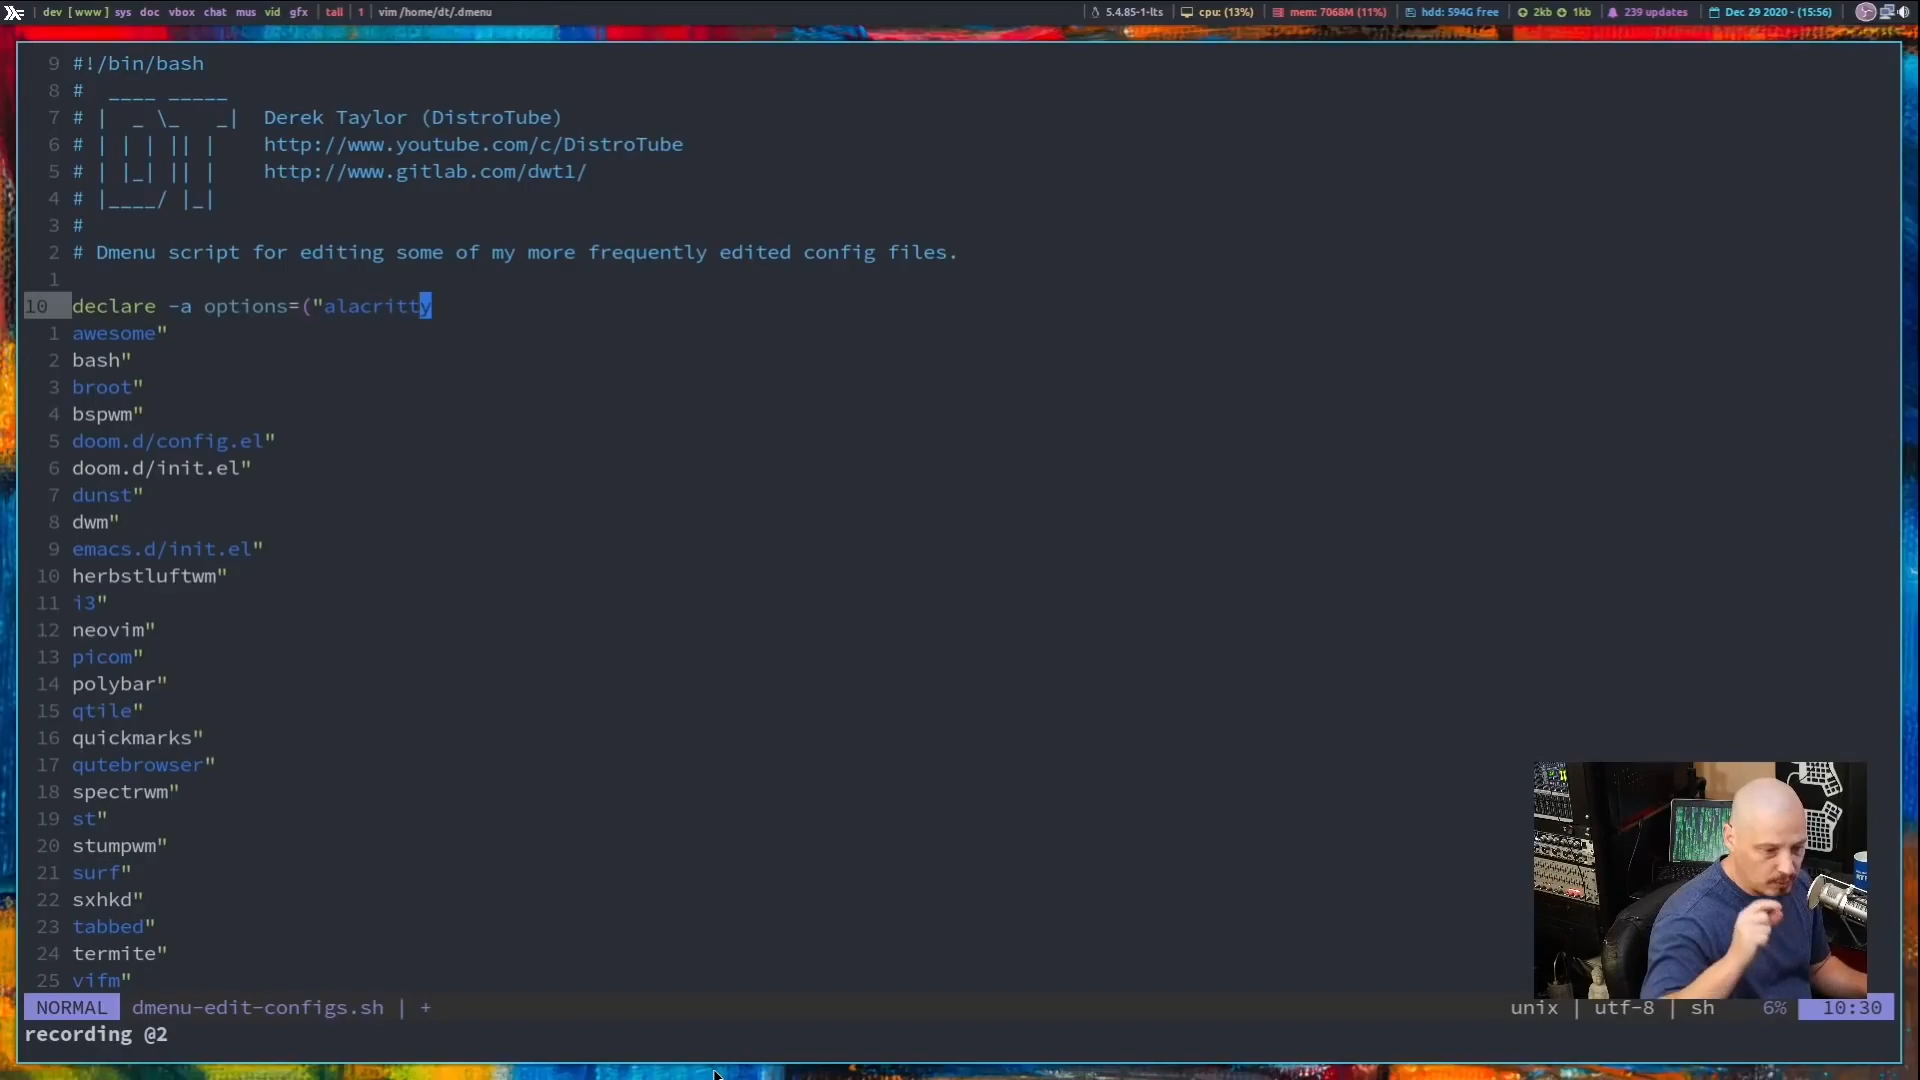 dev [ www ] sys doc vbox chat mus vid gfx | tall | 1 | vim /home/dt/.dmenu | 5.4.85-1-lts | cpu: (13%) | mem: 7068M (11%) | hdd: 594G free | 2kb 1kb | 239 updates | Dec 29 2020 - (15:56)
9 #!/bin/bash
8 #  ____ _____
7 # |  _ \_   _|  Derek Taylor (DistroTube)
6 # | | | || |    http://www.youtube.com/c/DistroTube
5 # | |_| || |    http://www.gitlab.com/dwt1/
4 # |____/ |_|
3 #
2 # Dmenu script for editing some of my more frequently edited config files.
1
10 declare -a options=("alacritty
1 awesome"
2 bash"
3 broot"
4 bspwm"
5 doom.d/config.el"
6 doom.d/init.el"
7 dunst"
8 dwm"
9 emacs.d/init.el"
10 herbstluftwm"
11 i3"
12 neovim"
13 picom"
14 polybar"
15 qtile"
16 quickmarks"
17 qutebrowser"
18 spectrwm"
19 st"
20 stumpwm"
21 surf"
22 sxhkd"
23 tabbed"
24 termite"
25 vifm"
NORMAL dmenu-edit-configs.sh | + unix | utf-8 | sh 6% 10:30
recording @2